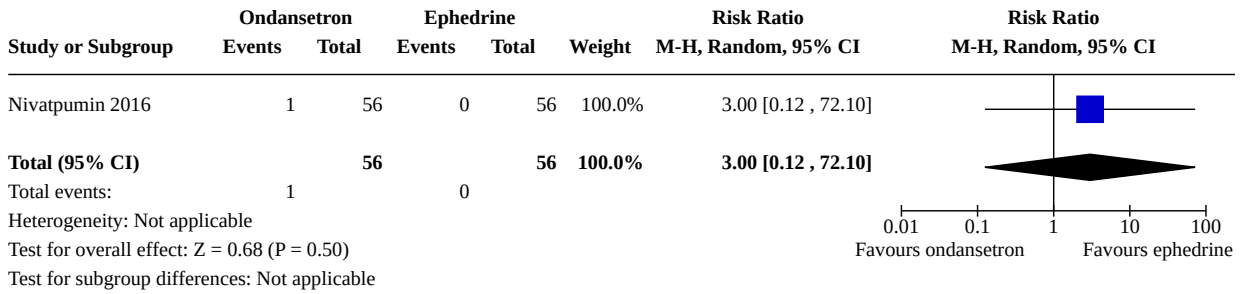 Ondansetron Ephedrine Risk Ratio Risk Ratio
Study or Subgroup Events Total Events Total Weight M-H, Random, 95% CI M-H, Random, 95% CI
Nivatpumin 2016 1 56 0 56 100.0% 3.00 [0.12 , 72.10]
Total (95% CI) 56 56 100.0% 3.00 [0.12 , 72.10]
Total events: 1 0
Heterogeneity: Not applicable
0.01 0.1 1 10 100
Test for overall effect: Z = 0.68 (P = 0.50)
Favours ondansetron Favours ephedrine
Test for subgroup differences: Not applicable